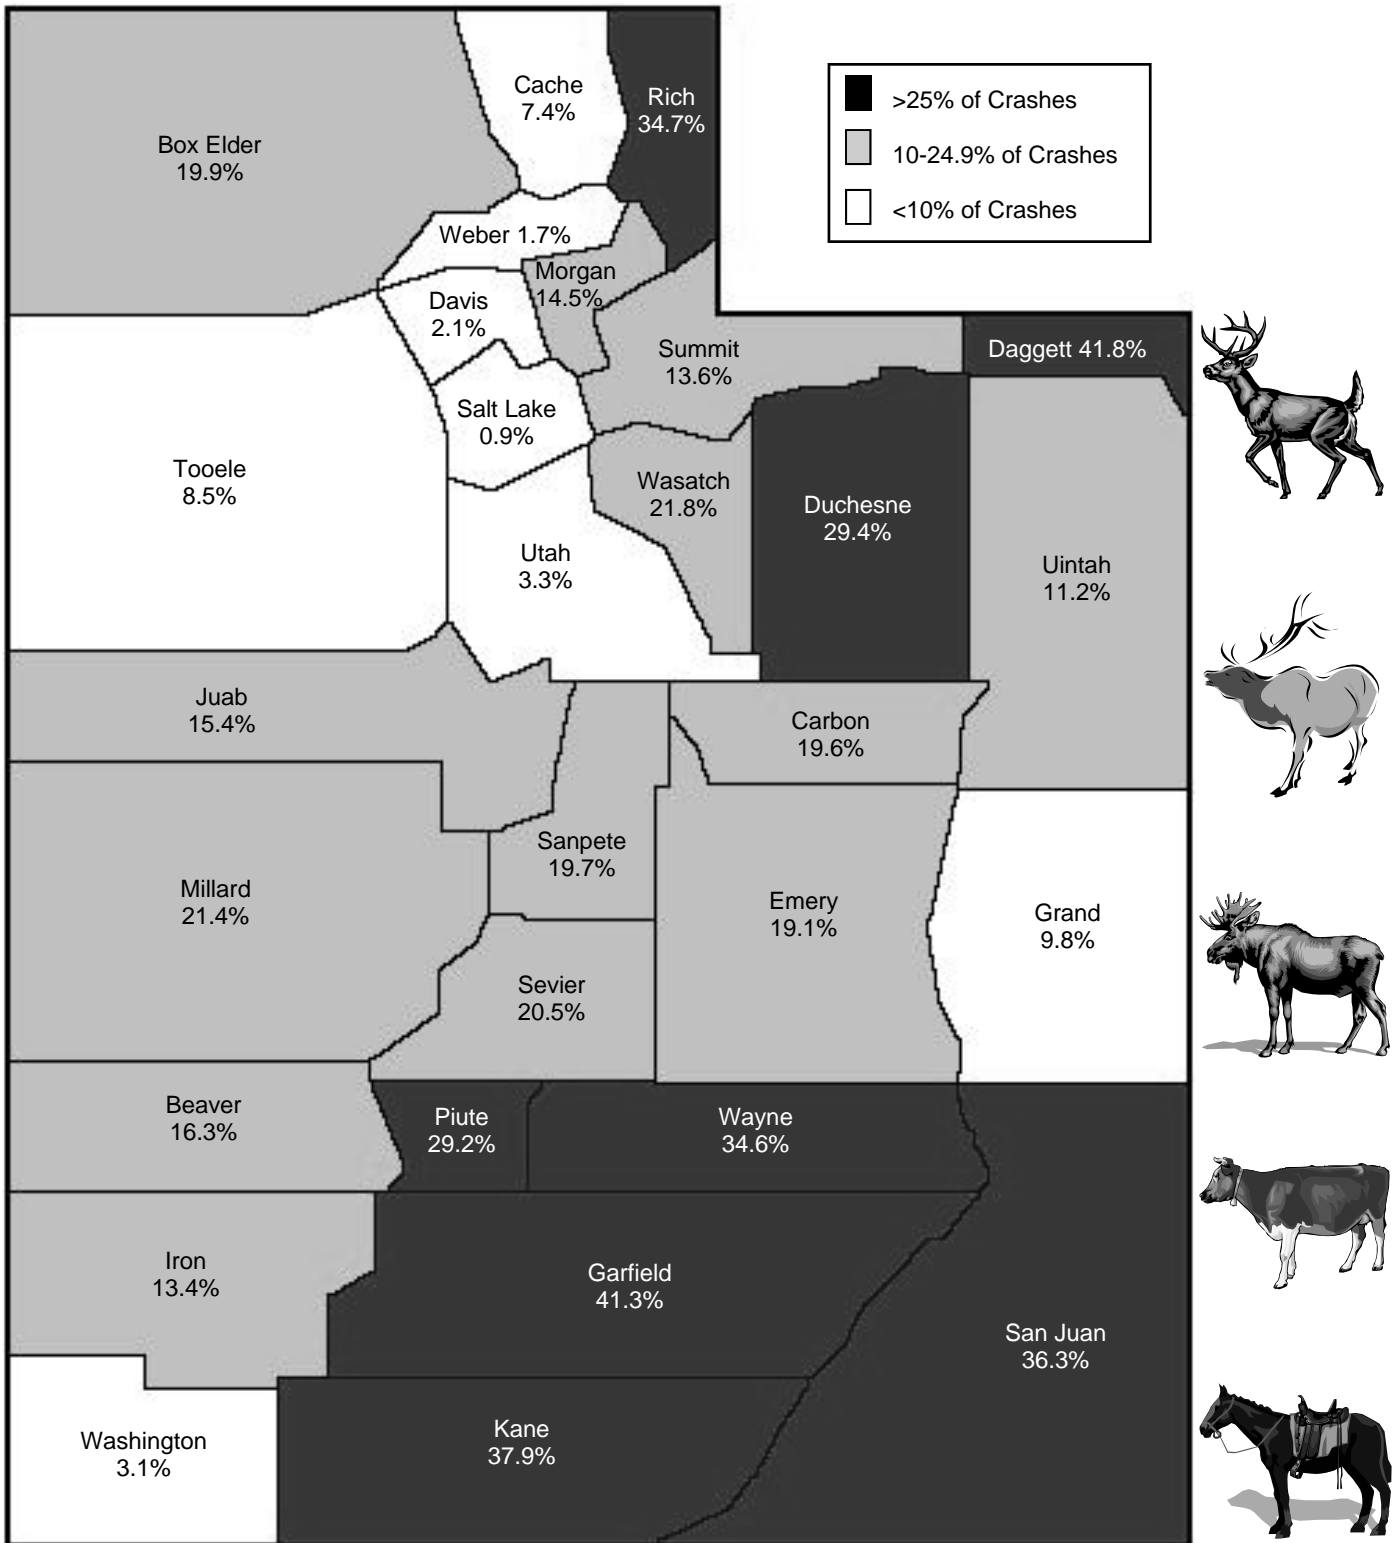 Cache
7.4%
Rich
34.7%
>25% of Crashes
10-24.9% of Crashes
<10% of Crashes
Box Elder
19.9%
Weber 1.7%
Morgan
14.5%
Davis
2.1%
Summit
13.6%
Daggett 41.8%
Salt Lake
0.9%
Tooele
8.5%
Wasatch
21.8%
Duchesne
29.4%
Utah
3.3%
Uintah
11.2%
Juab
15.4%
Carbon
19.6%
Sanpete
19.7%
Millard
21.4%
Emery
19.1%
Grand
9.8%
Sevier
20.5%
Beaver
16.3%
Piute
29.2%
Wayne
34.6%
Iron
13.4%
Garfield
41.3%
San Juan
36.3%
Washington
3.1%
Kane
37.9%